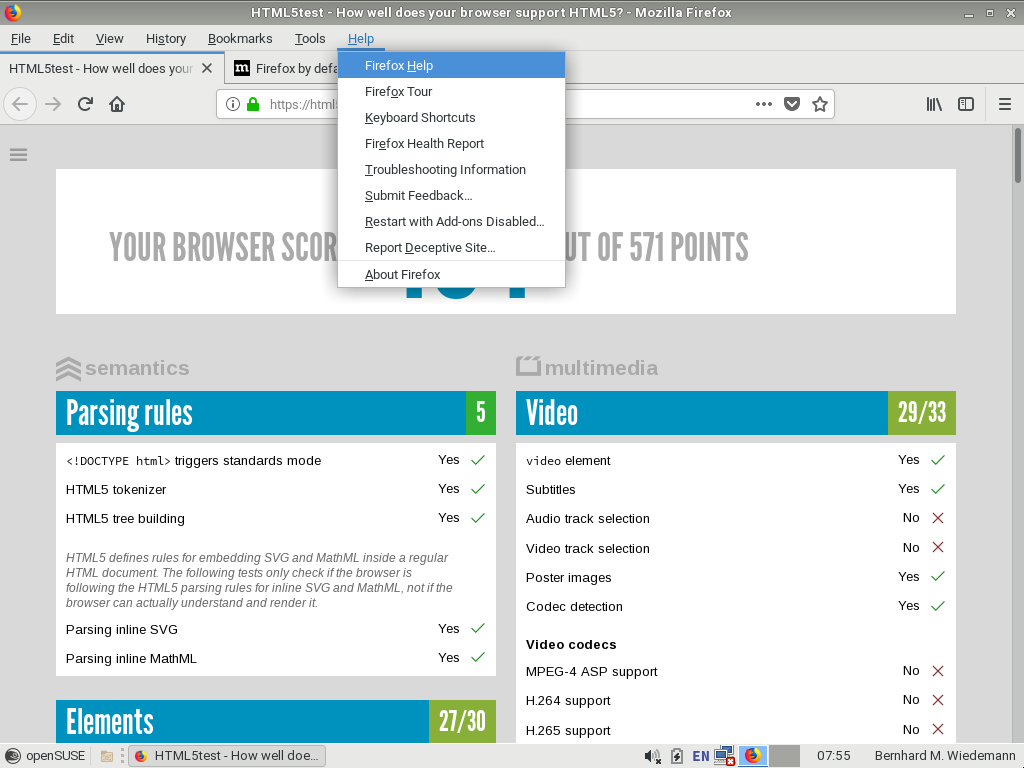 HTML5test - How well does your browser support HTML5? - Mozilla Firefox
File Edit View History Bookmarks Tools Help
HTML5test - How well does your
m Firefox by defa
https://html5
Firefox Help
Firefox Tour
Keyboard Shortcuts
Firefox Health Report
Troubleshooting Information
Submit Feedback...
Restart with Add-ons Disabled...
Report Deceptive Site...
About Firefox
YOUR BROWSER SCOR UT OF 571 POINTS
semantics
Parsing rules 5
<!DOCTYPE html> triggers standards mode Yes
HTML5 tokenizer Yes
HTML5 tree building Yes
HTML5 defines rules for embedding SVG and MathML inside a regular
HTML document. The following tests only check if the browser is
following the HTML5 parsing rules for inline SVG and MathML, not if the
browser can actually understand and render it.
Parsing inline SVG Yes
Parsing inline MathML Yes
Elements 27/30
multimedia
Video 29/33
video element Yes
Subtitles Yes
Audio track selection No
Video track selection No
Poster images Yes
Codec detection Yes
Video codecs
MPEG-4 ASP support No
H.264 support No
H.265 support No
openSUSE
HTML5test - How well doe...
EN
07:55
Bernhard M. Wiedemann